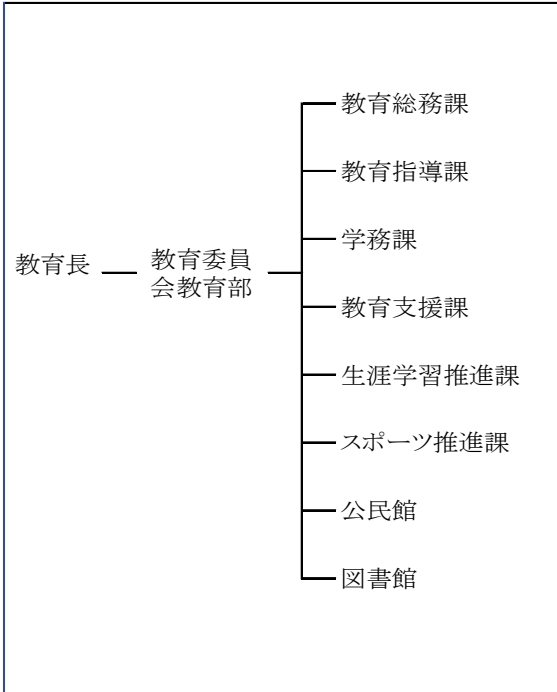 教育長
教育委員
会教育部
教育総務課
教育指導課
学務課
教育支援課
生涯学習推進課
スポーツ推進課
公民館
図書館